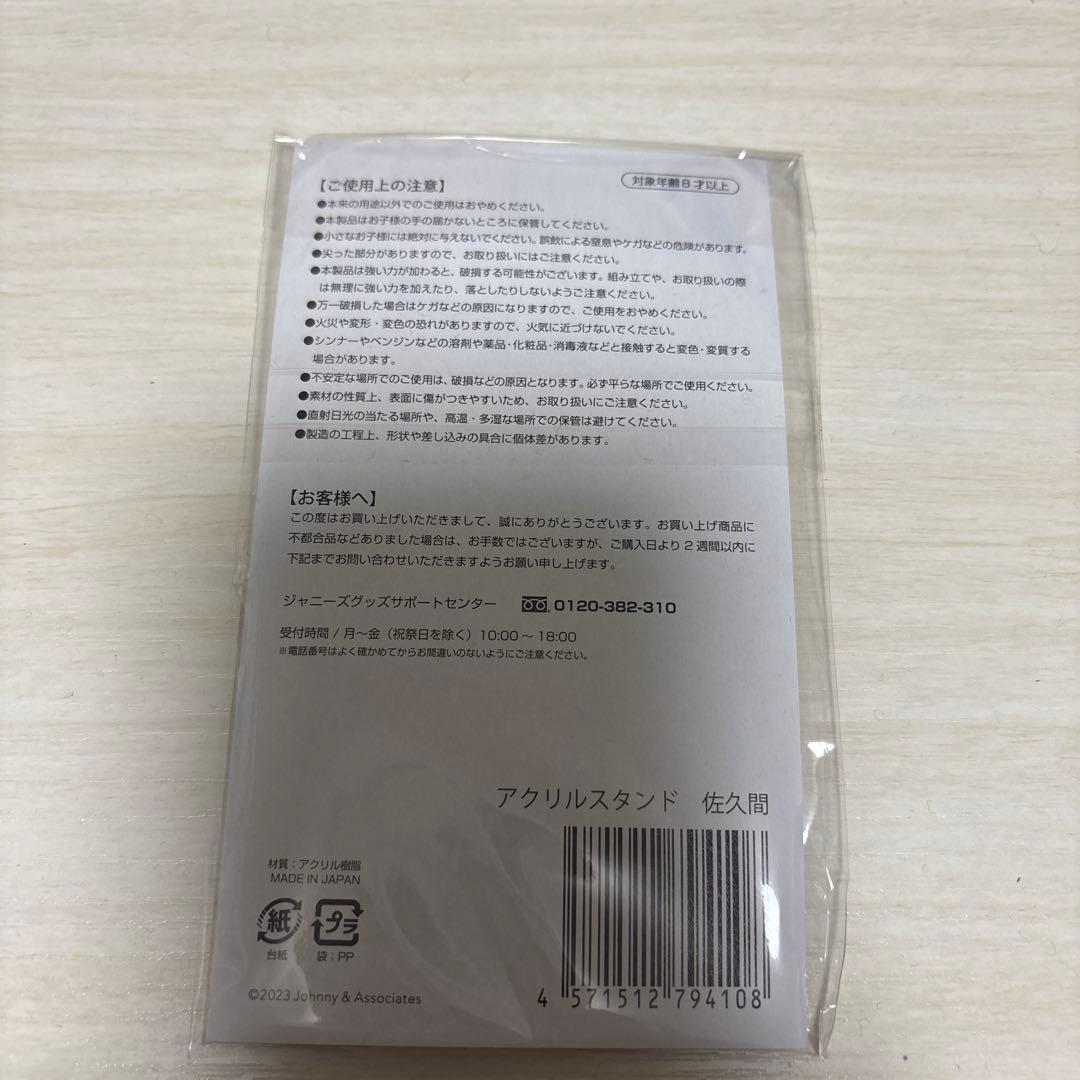 【ご使用上の注意】
対象年齢8才以上
●本来の用途以外でのご使用はおやめください。
●本製品はお子様の手の届かないところに保管してください。
●小さなお子様には絶対に与えないでください。誤飲による窒息やケガなどの危険があります。
●尖った部分がありますので、お取り扱いにはご注意ください。
●本製品は強い力が加わると、破損する可能性がございます。組み立てや、お取り扱いの際
は無理に強い力を加えたり、落としたりしないようご注意ください。
●万一破損した場合はケガなどの原因になりますので、ご使用をおやめください。
●火災や変形・変色の恐れがありますので、火気に近づけないでください。
●シンナーやベンジンなどの溶剤や薬品・化粧品・消毒液などと接触すると変色・変質する
場合があります。
●不安定な場所でのご使用は、破損などの原因となります。必ず平らな場所でご使用ください。
●素材の性質上、表面に傷がつきやすいため、お取り扱いにご注意ください。
●直射日光の当たる場所や、高温・多湿な場所での保管は避けてください。
●製造の工程上、形状や差し込みの具合に個体差があります。
【お客様へ】
この度はお買い上げいただきまして、誠にありがとうございます。お買い上げ商品に
不都合品などありました場合は、お手数ではございますが、ご購入日より2週間以内に
下記までお問い合わせいただきますようお願い申し上げます。
ジャニーズグッズサポートセンター 0120-382-310
受付時間/月〜金（祝祭日を除く）10:00〜18:00
※電話番号はよく確かめてからお間違いのないようにご注意ください。
アクリルスタンド 佐久間
材質：アクリル樹脂
MADE IN JAPAN
紙 プラ
台紙 袋：PP
©2023 Johnny & Associates
4 571512 794108